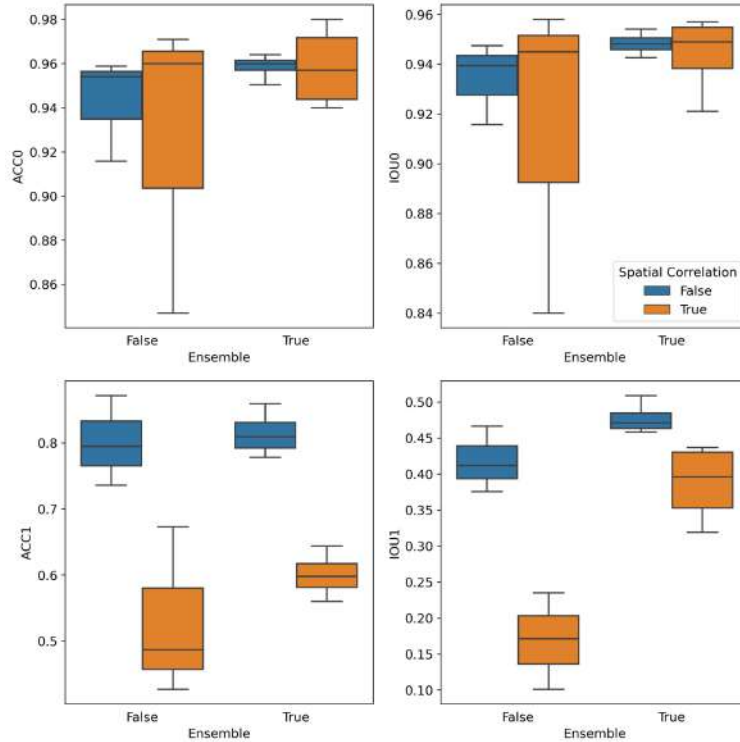 0.98
0.96
0.94
0.92
0.90
0.88
0.86
ACC0
False
True
Ensemble
0.96
0.94
0.92
0.90
0.88
0.86
0.84
IOU0
Spatial Correlation
False
True
False
True
Ensemble
0.8
0.7
0.6
0.5
ACC1
False
True
Ensemble
0.50
0.45
0.40
0.35
0.30
0.25
0.20
0.15
0.10
IOU1
False
True
Ensemble